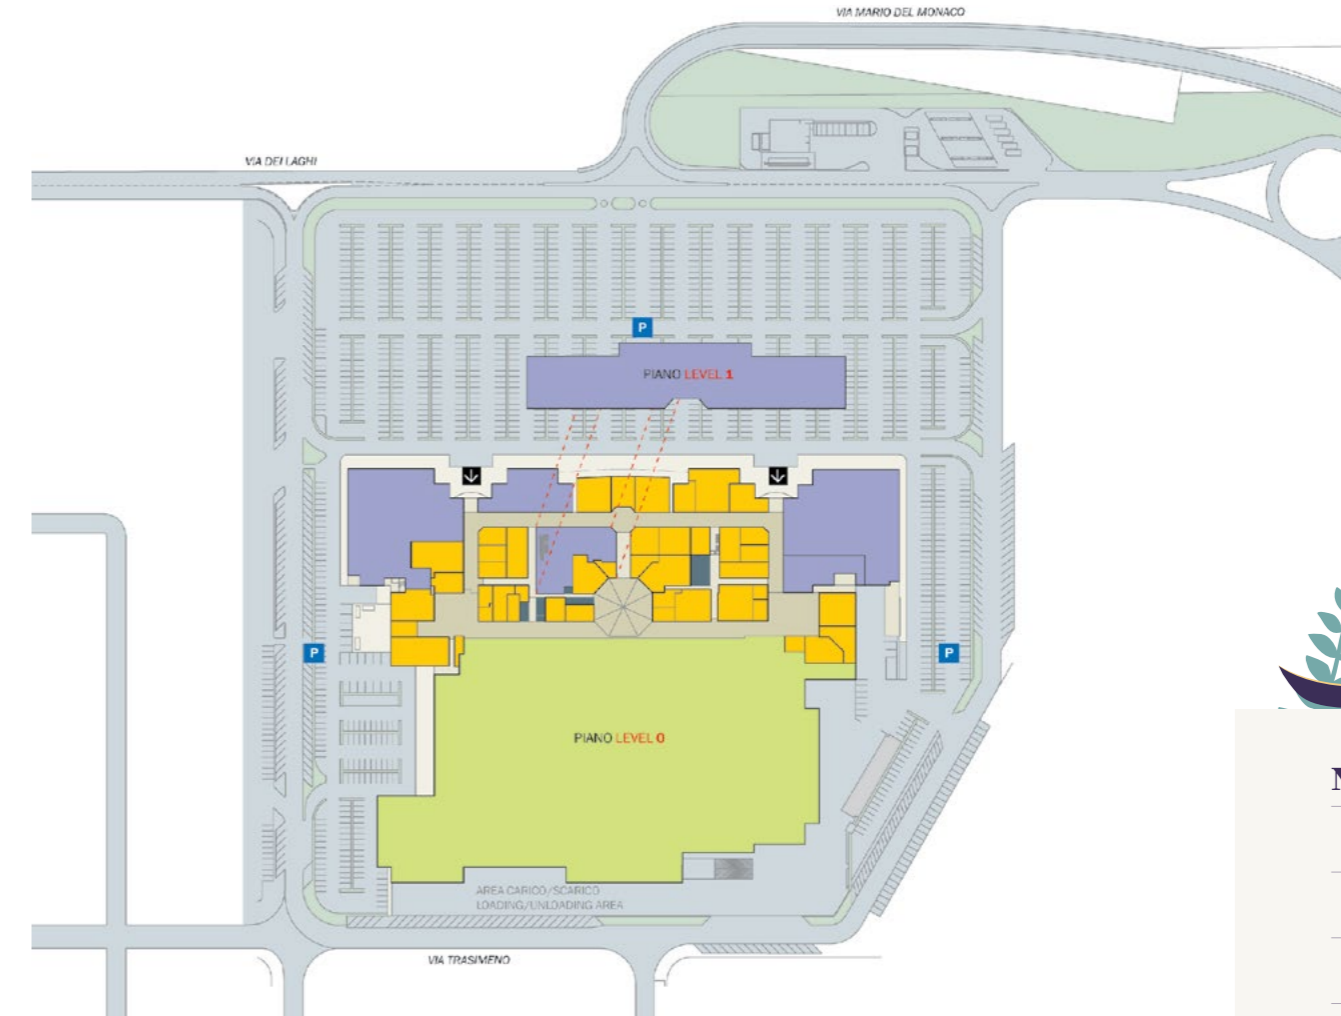 VIA MARIO DEL MONACO
VIA DEI LAGHI
P
PIANO LEVEL 1
P
P
PIANO LEVEL 0
AREA CARICO/SCARICO
LOADING/UNLOADING AREA
VIA TRASIMENO